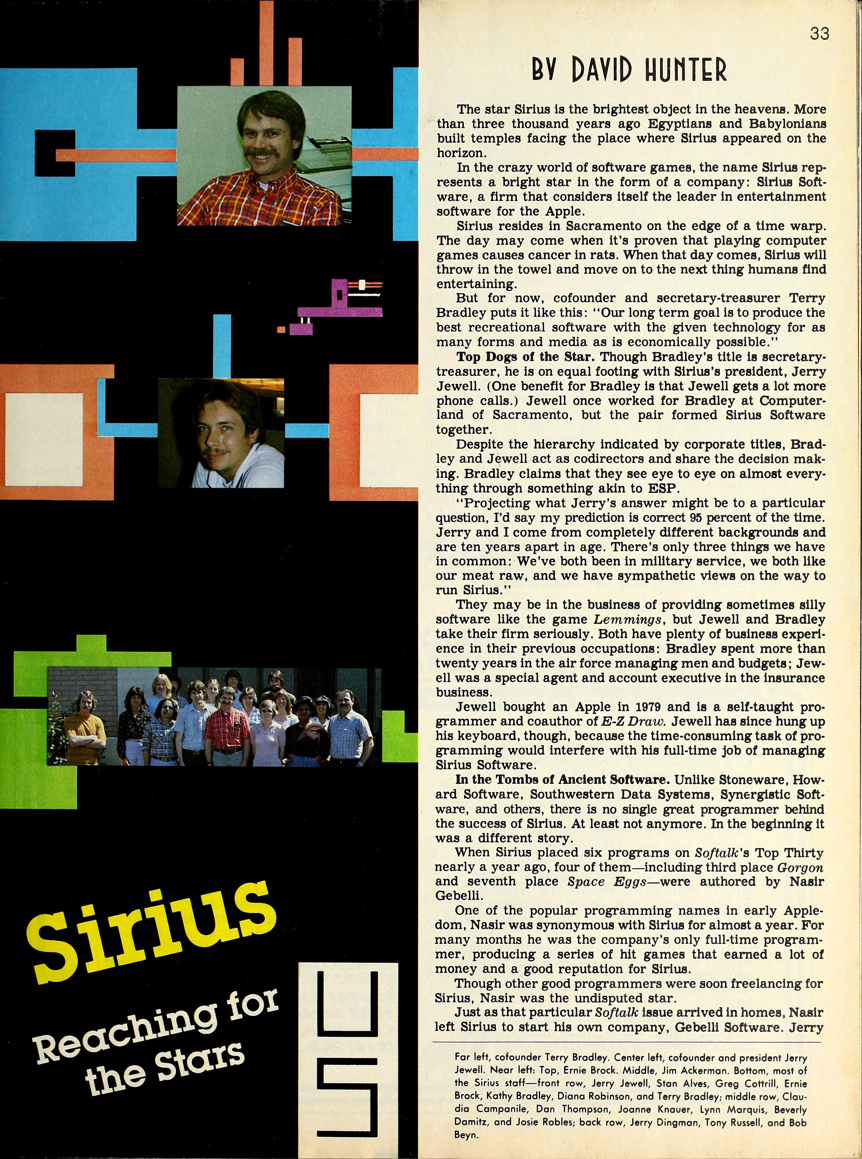 33
BY DAVID HUNTER
The star Sirius is the brightest object in the heavens. More
than three thousand years ago Egyptians and Babylonians
built temples facing the place where Sirius appeared on the
horizon.
In the crazy world of software games, the name Sirius rep-
resents a bright star in the form of a company: Sirius Soft-
ware, a firm that considers itself the leader in entertainment
software for the Apple.
Sirius resides in Sacramento on the edge of a time warp.
The day may come when it's proven that playing computer
games causes cancer in rats. When that day comes, Sirius will
throw in the towel and move on to the next thing humans find
entertaining.
But for now, cofounder and secretary-treasurer Terry
Bradley puts it like this: "Our long term goal is to produce the
best recreational software with the given technology for as
many forms and media as is economically possible."
Top Dogs of the Star. Though Bradley's title is secretary-
treasurer, he is on equal footing with Sirius's president, Jerry
Jewell. (One benefit for Bradley is that Jewell gets a lot more
phone calls.) Jewell once worked for Bradley at Computer-
land of Sacramento, but the pair formed Sirius Software
together.
Despite the hierarchy indicated by corporate titles, Brad-
ley and Jewell act as codirectors and share the decision mak-
ing. Bradley claims that they see eye to eye on almost every-
thing through something akin to ESP.
"Projecting what Jerry's answer might be to a particular
question, I'd say my prediction is correct 95 percent of the time.
Jerry and I come from completely different backgrounds and
are ten years apart in age. There's only three things we have
in common: We've both been in military service, we both like
our meat raw, and we have sympathetic views on the way to
run Sirius."
They may be in the business of providing sometimes silly
software like the game Lemmings, but Jewell and Bradley
take their firm seriously. Both have plenty of business experi-
ence in their previous occupations: Bradley spent more than
twenty years in the air force managing men and budgets; Jew-
ell was a special agent and account executive in the insurance
business.
Jewell bought an Apple in 1979 and is a self-taught pro-
grammer and coauthor of E-Z Draw. Jewell has since hung up
his keyboard, though, because the time-consuming task of pro-
gramming would interfere with his full-time job of managing
Sirius Software.
In the Tombs of Ancient Software. Unlike Stoneware, How-
ard Software, Southwestern Data Systems, Synergistic Soft-
ware, and others, there is no single great programmer behind
the success of Sirius. At least not anymore. In the beginning it
was a different story.
When Sirius placed six programs on Softalk's Top Thirty
nearly a year ago, four of them—including third place Gorgon
and seventh place Space Eggs—were authored by Nasir
Gebelli.
One of the popular programming names in early Apple-
dom, Nasir was synonymous with Sirius for almost a year. For
many months he was the company's only full-time program-
mer, producing a series of hit games that earned a lot of
money and a good reputation for Sirius.
Though other good programmers were soon freelancing for
Sirius, Nasir was the undisputed star.
Just as that particular Softalk issue arrived in homes, Nasir
left Sirius to start his own company, Gebelli Software. Jerry
Far left, cofounder Terry Bradley. Center left, cofounder and president Jerry
Jewell. Near left: Top, Ernie Brock. Middle, Jim Ackerman. Bottom, most of
the Sirius staff—front row, Jerry Jewell, Stan Alves, Greg Cottrill, Ernie
Brock, Kathy Bradley, Diana Robinson, and Terry Bradley; middle row, Clau-
dia Campanile, Dan Thompson, Joanne Knauer, Lynn Marquis, Beverly
Damitz, and Josie Robles; back row, Jerry Dingman, Tony Russell, and Bob
Beyn.
Sirius
Reaching for
the Stars
US